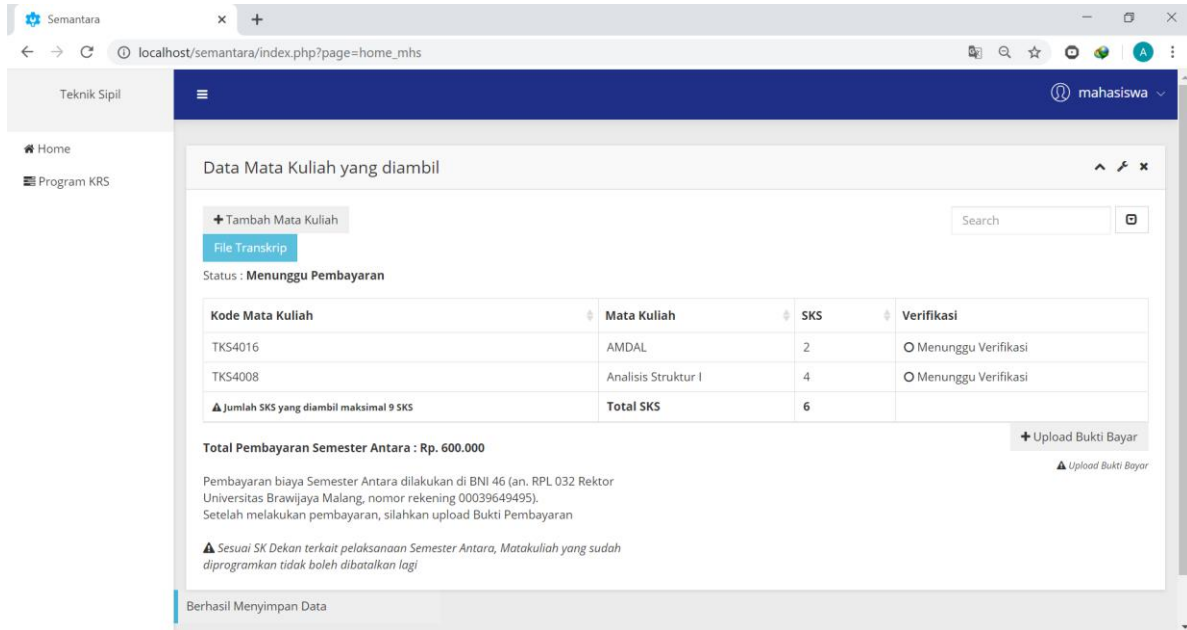 Semantara
localhost/semantara/index.php?page=home_mhs
A
Teknik Sipil
mahasiswa
Home
Program KRS
Data Mata Kuliah yang diambil
Tambah Mata Kuliah
Search
File Transkrip
Status : Menunggu Pembayaran
Kode Mata Kuliah Mata Kuliah SKS Verifikasi
TKS4016 AMDAL 2 Menunggu Verifikasi
TKS4008 Analisis Struktur I 4 Menunggu Verifikasi
Jumlah SKS yang diambil maksimal 9 SKS Total SKS 6
Upload Bukti Bayar
Total Pembayaran Semester Antara : Rp. 600.000
Upload Bukti Bayar
Pembayaran biaya Semester Antara dilakukan di BNI 46 (an. RPL 032 Rektor
Universitas Brawijaya Malang, nomor rekening 00039649495).
Setelah melakukan pembayaran, silahkan upload Bukti Pembayaran
Sesuai SK Dekan terkait pelaksanaan Semester Antara, Matakuliah yang sudah
diprogramkan tidak boleh dibatalkan lagi
Berhasil Menyimpan Data